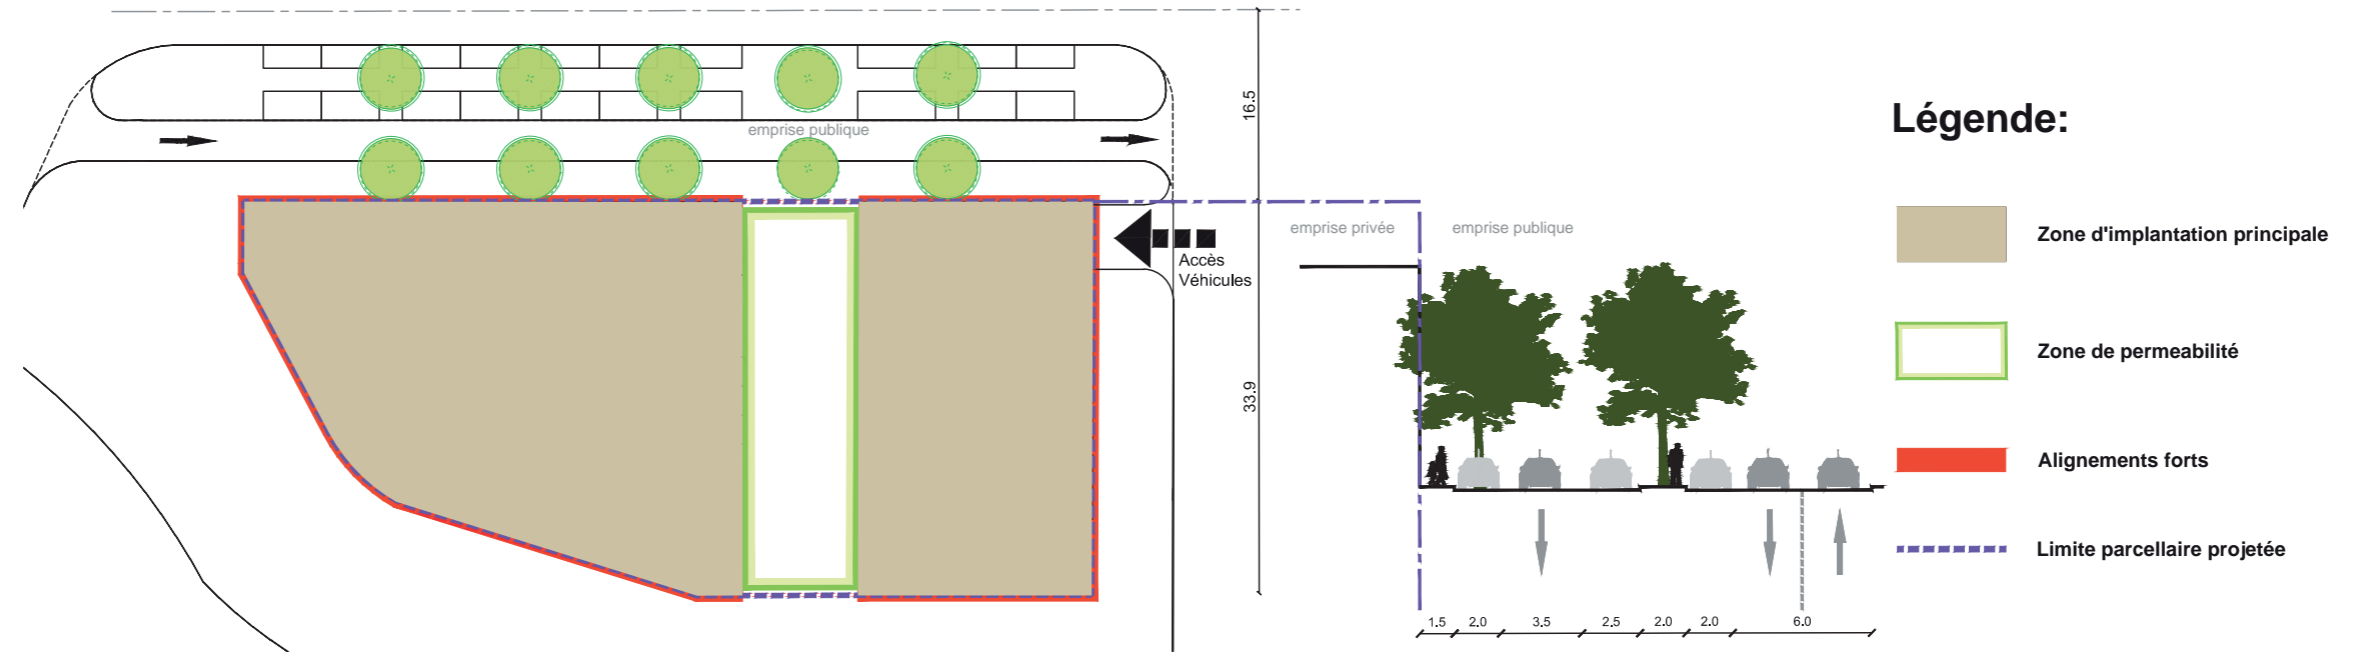 emprise publique
Accès
Véhicules
16.5
33.9
emprise privée
emprise publique
1.5
2.0
3.5
2.5
2.0
2.0
6.0
Légende:
Zone d'implantation principale
Zone de permeabilité
Alignements forts
Limite parcellaire projetée